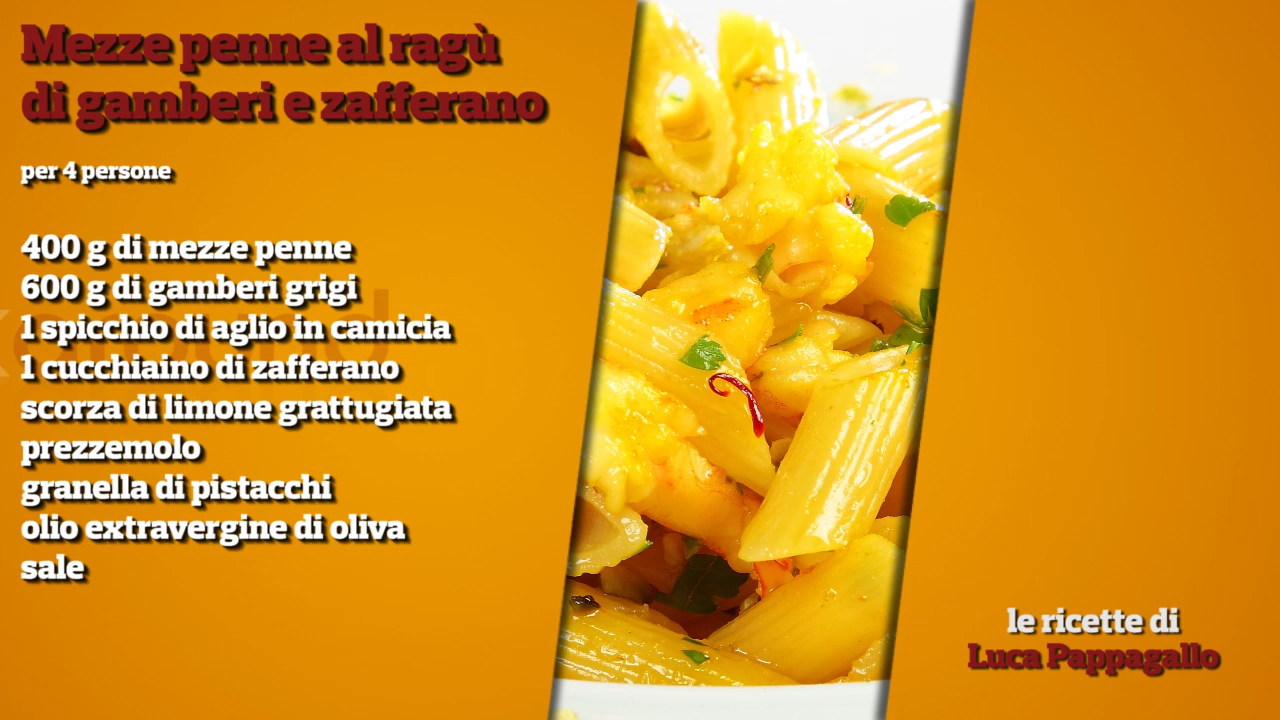 Mezze penne al ragù
di gamberi e zafferano
per 4 persone
400 g di mezze penne
600 g di gamberi grigi
1 spicchio di aglio in camicia
1 cucchiaino di zafferano
scorza di limone grattugiata
prezzemolo
granella di pistacchi
olio extravergine di oliva
sale
le ricette di
Luca Pappagallo